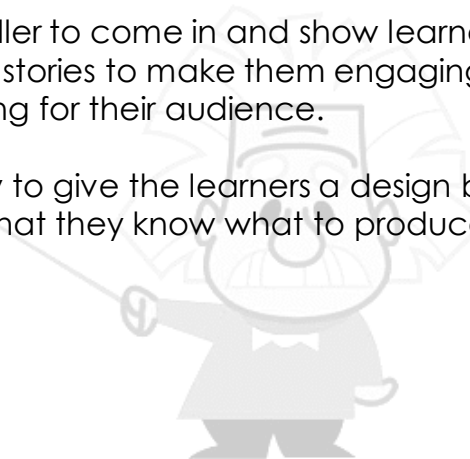 ller to come in and show learne
stories to make them engaging
ng for their audience.
y to give the learners a design b
hat they know what to produce